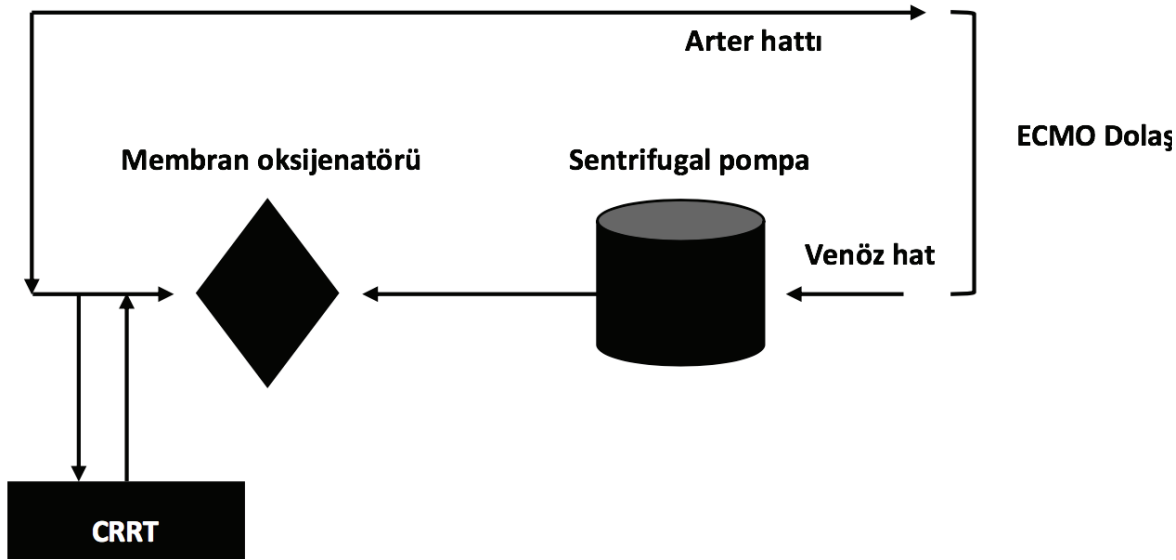 Arter hattı
ECMO Dolaş
Membran oksijenatörü
Sentrifugal pompa
Venöz hat
CRRT